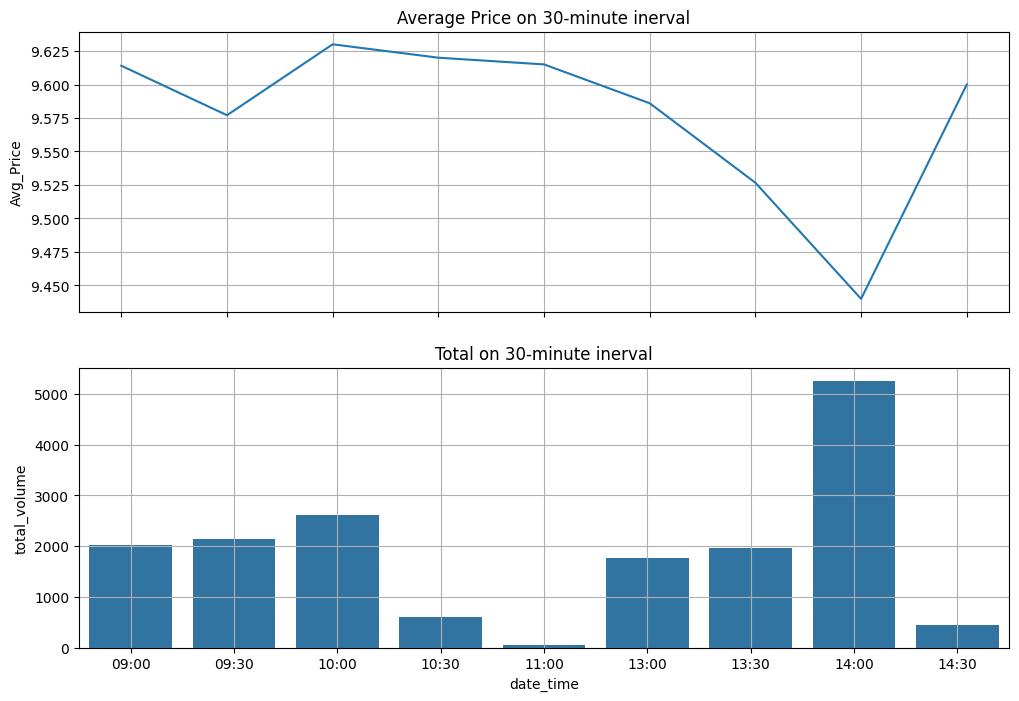 Average Price on 30-minute inerval
Avg_Price
9.625
9.600
9.575
9.550
9.525
9.500
9.475
9.450
Total on 30-minute inerval
total_volume
5000
4000
3000
2000
1000
0
09:00 09:30 10:00 10:30 11:00 13:00 13:30 14:00 14:30
date_time